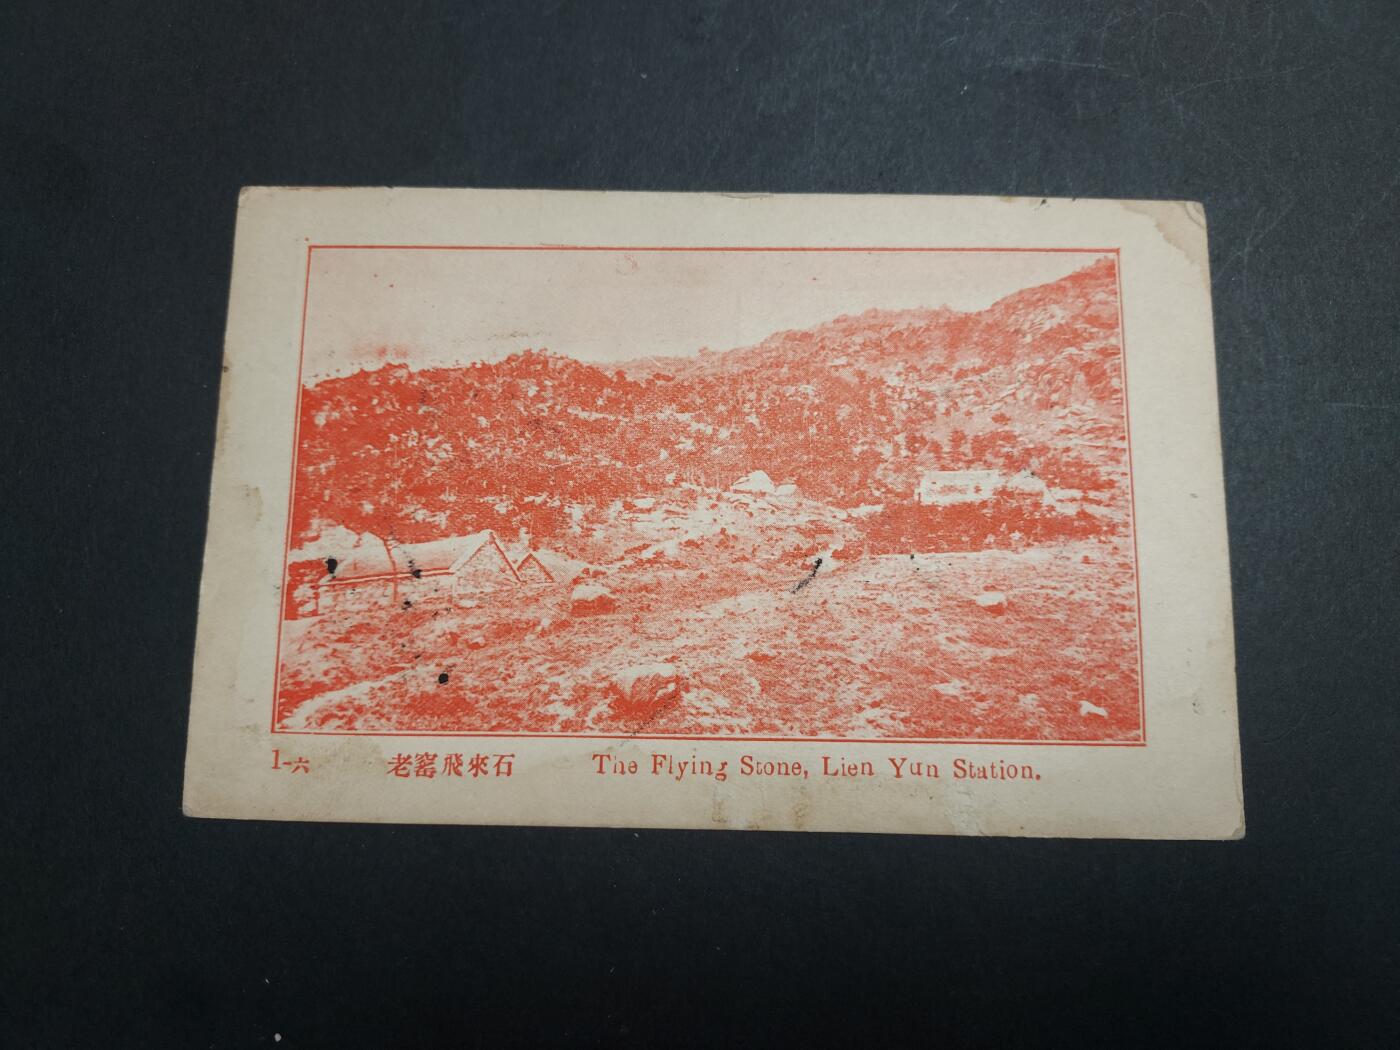 1-六 老窰飛來石 The Flying Stone, Lien Yun Station.